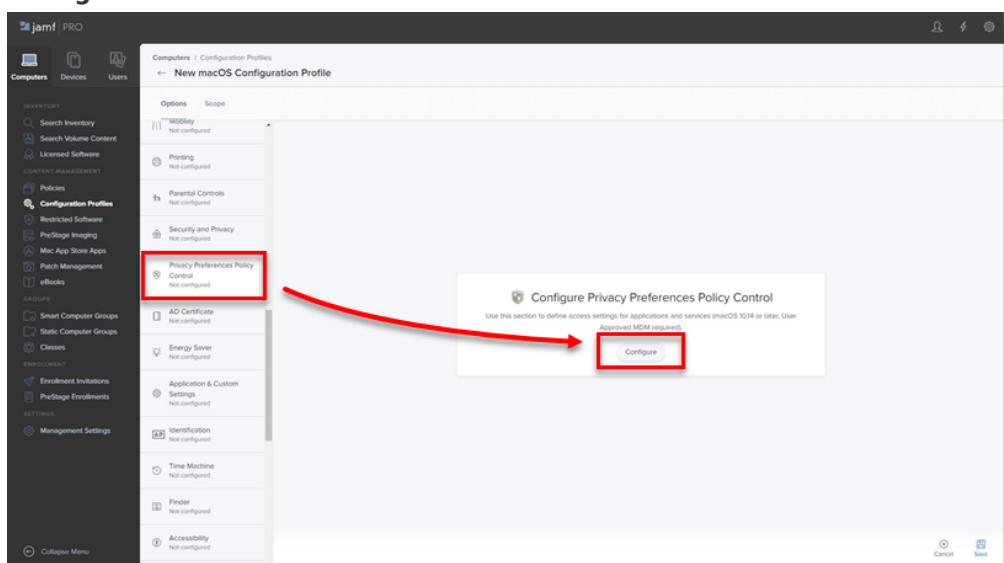 jamf PRO
Computers
Devices
Users
INVENTORY
Search Inventory
Search Volume Content
Licensed Software
CONTENT MANAGEMENT
Policies
Configuration Profiles
Restricted Software
PreStage Imaging
Mac App Store Apps
Patch Management
eBooks
GROUPS
Smart Computer Groups
Static Computer Groups
Classes
ENROLLMENT
Enrollment Invitations
PreStage Enrollments
SETTINGS
Management Settings
Collapse Menu
Computers / Configuration Profiles
← New macOS Configuration Profile
Options
Scope
Mobility
Not configured
Printing
Not configured
Parental Controls
Not configured
Security and Privacy
Not configured
Privacy Preferences Policy
Control
Not configured
AD Certificate
Not configured
Energy Saver
Not configured
Application & Custom
Settings
Not configured
Identification
Not configured
Time Machine
Not configured
Finder
Not configured
Accessibility
Not configured
Configure Privacy Preferences Policy Control
Use this section to define access settings for applications and services (macOS 10.14 or later, User
Approved MDM required).
Configure
Cancel
Save